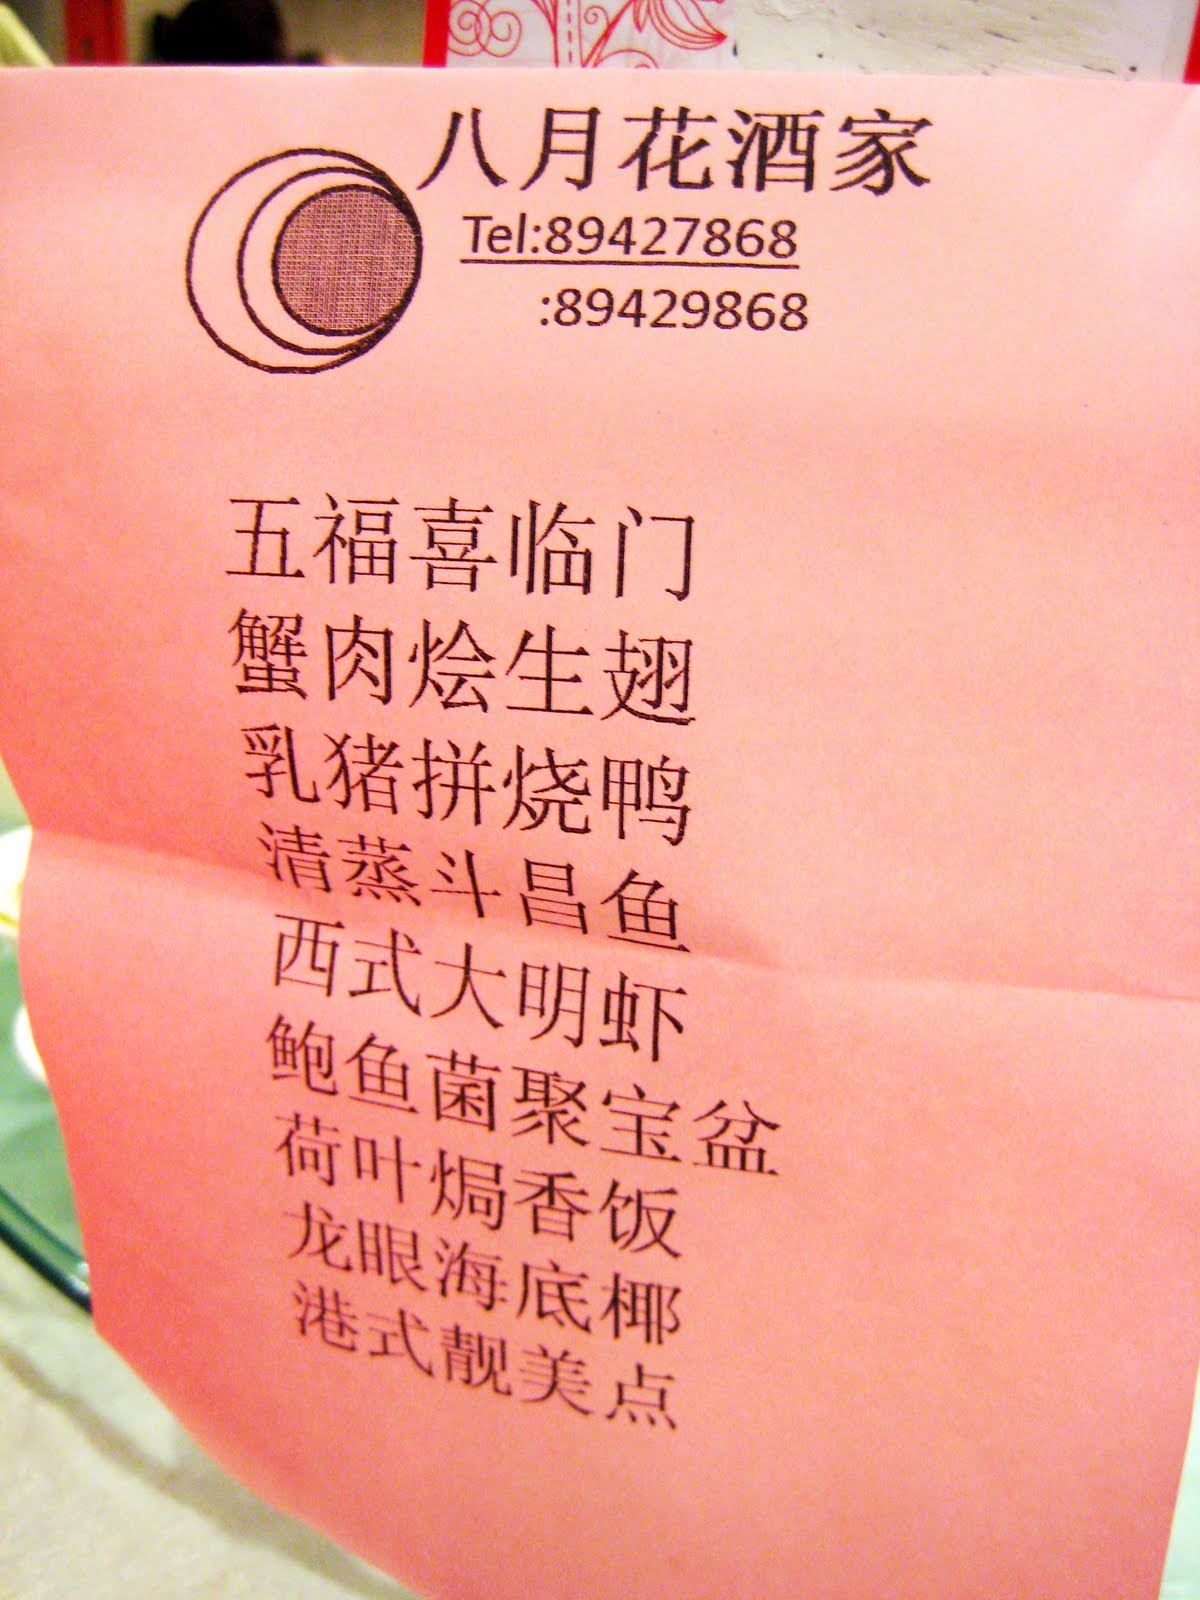 八月花酒家
Tel:89427868
:89429868
五福喜临门
蟹肉烩生翅
乳猪拼烧鸭
清蒸斗昌鱼
西式大明虾
鲍鱼菌聚宝盆
荷叶焗香饭
龙眼海底椰
港式靓美点